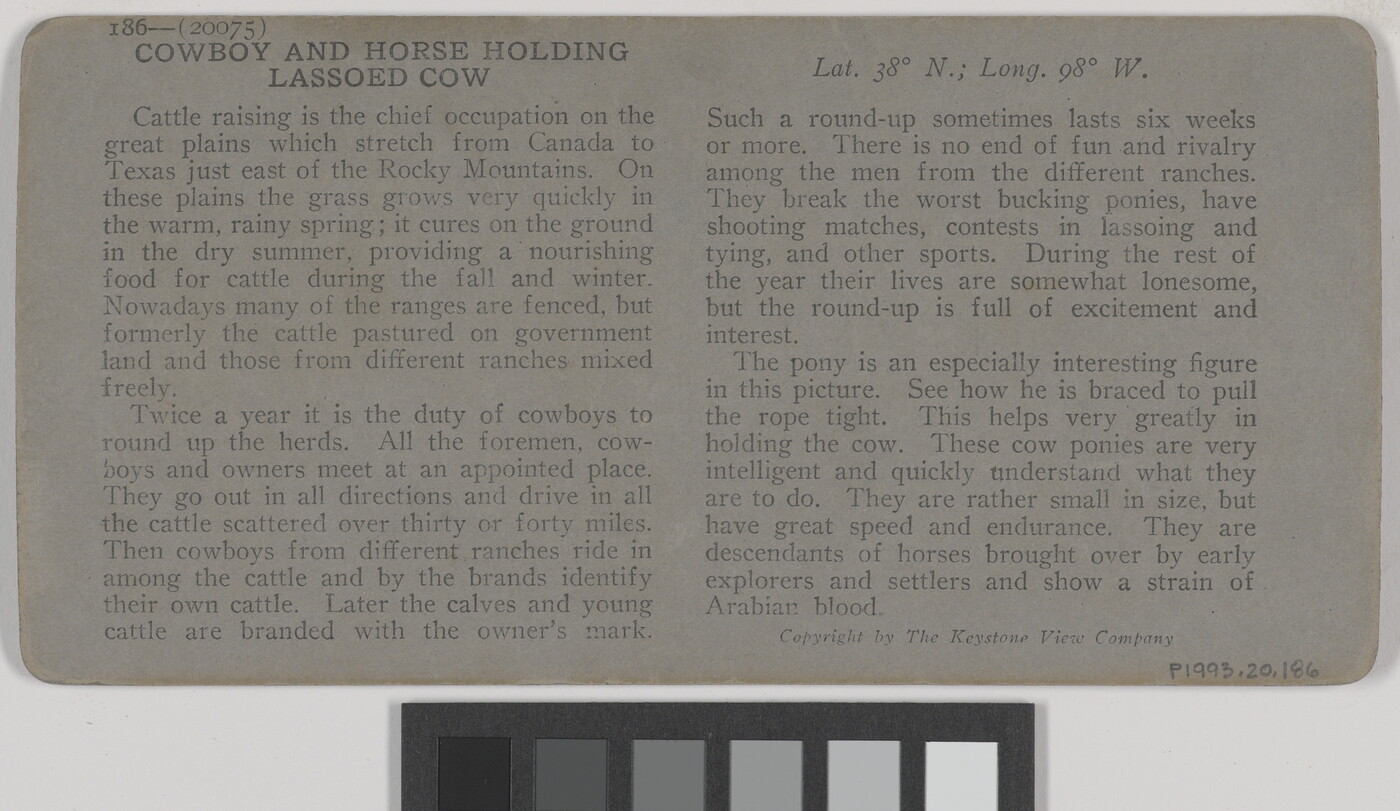 186—(20075)
COWBOY AND HORSE HOLDING
LASSOED COW
Cattle raising is the chief occupation on the
great plains which stretch from Canada to
Texas just east of the Rocky Mountains. On
these plains the grass grows very quickly in
the warm, rainy spring; it cures on the ground
in the dry summer, providing a nourishing
food for cattle during the fall and winter.
Nowadays many of the ranges are fenced, but
formerly the cattle pastured on government
land and those from different ranches mixed
freely.
Twice a year it is the duty of cowboys to
round up the herds. All the foremen, cow-
boys and owners meet at an appointed place.
They go out in all directions and drive in all
the cattle scattered over thirty or forty miles.
Then cowboys from different ranches ride in
among the cattle and by the brands identify
their own cattle. Later the calves and young
cattle are branded with the owner's mark.
Lat. 38° N.; Long. 98° W.
Such a round-up sometimes lasts six weeks
or more. There is no end of fun and rivalry
among the men from the different ranches.
They break the worst bucking ponies, have
shooting matches, contests in lassoing and
tying, and other sports. During the rest of
the year their lives are somewhat lonesome,
but the round-up is full of excitement and
interest.
The pony is an especially interesting figure
in this picture. See how he is braced to pull
the rope tight. This helps very greatly in
holding the cow. These cow ponies are very
intelligent and quickly understand what they
are to do. They are rather small in size, but
have great speed and endurance. They are
descendants of horses brought over by early
explorers and settlers and show a strain of
Arabian blood.
Copyright by The Keystone View Company
P1993.20.186